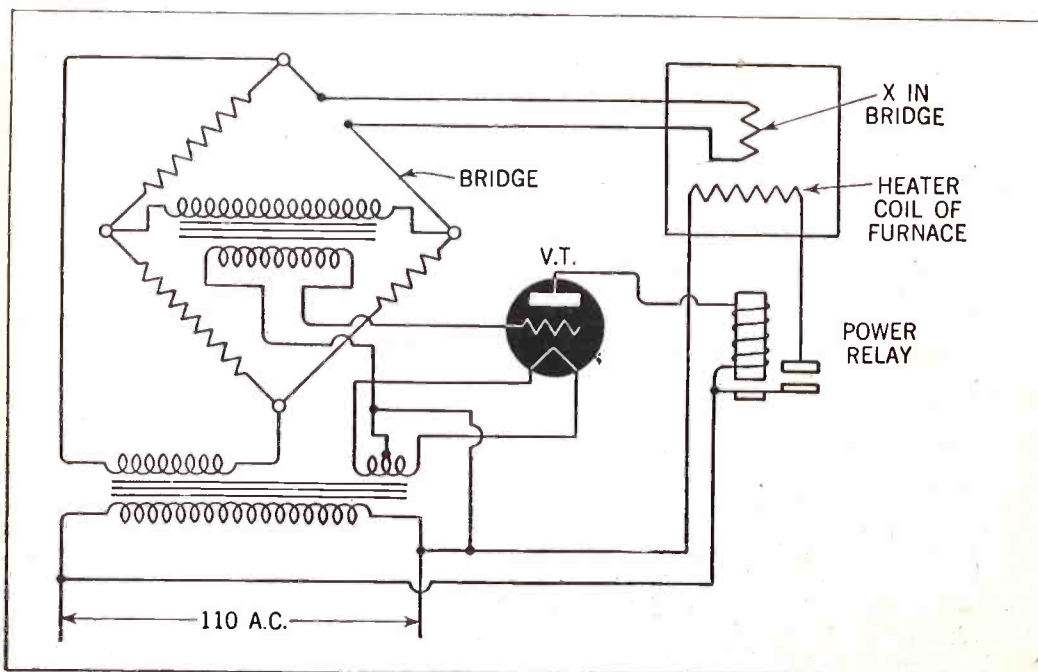 X IN
BRIDGE
BRIDGE
HEATER
COIL OF
FURNACE
V.T.
POWER
RELAY
110 A.C.